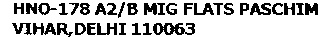 HNO-178 A2/B MIG FLATS PASCHIM
VIHAR,DELHI 110063